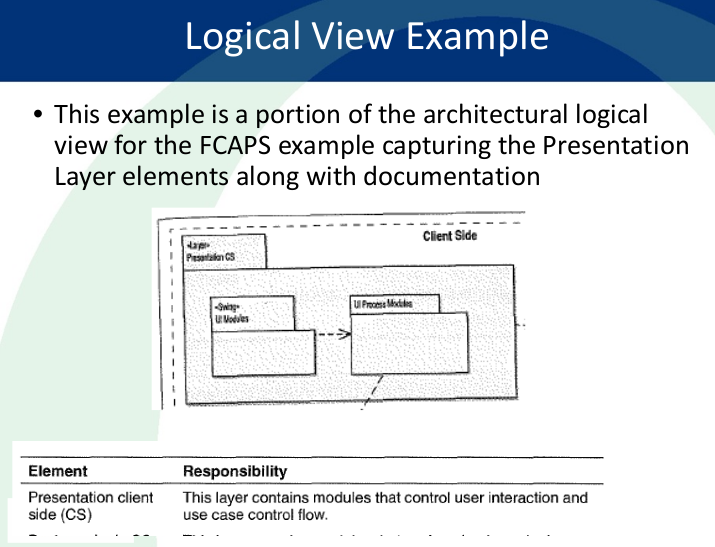 Logical View Example
• This example is a portion of the architectural logical
view for the FCAPS example capturing the Presentation
Layer elements along with documentation
Client Side
«Layer»
Presentation CS
«Swing»
UI Modules
UI Process Modules
Element Responsibility
Presentation client This layer contains modules that control user interaction and
side (CS) use case control flow.